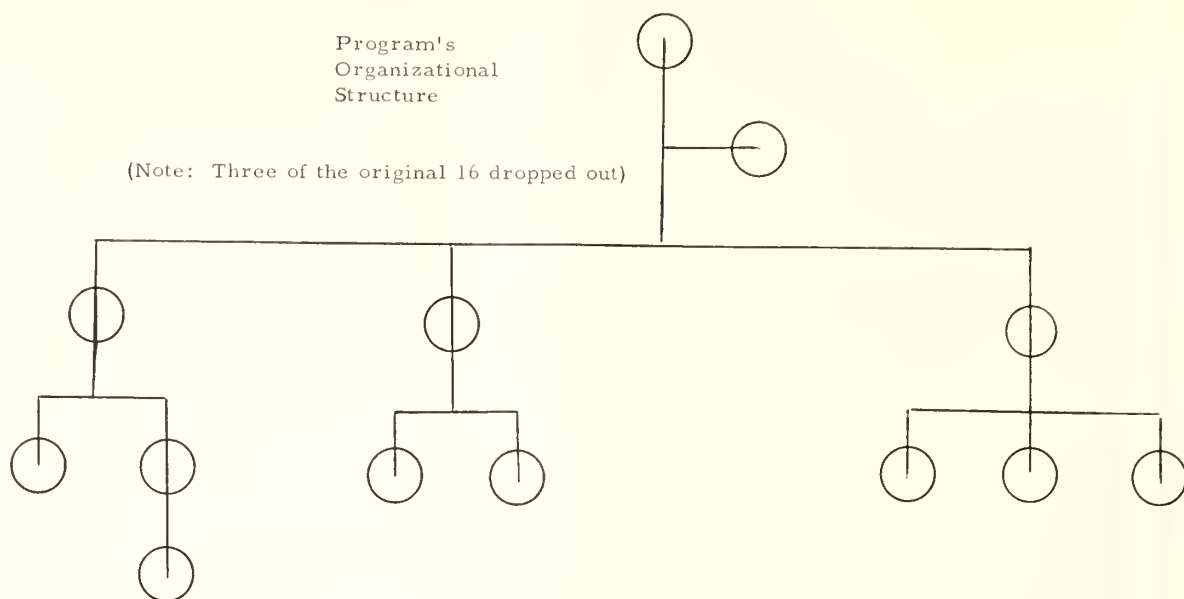 Program's
Organizational
Structure
(Note: Three of the original 16 dropped out)